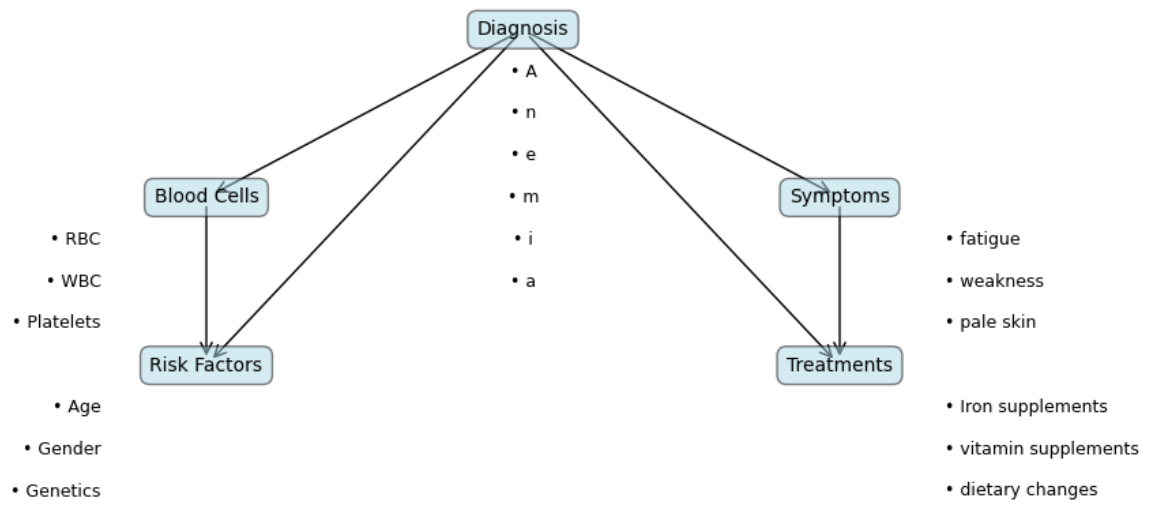 Diagnosis
• A
• n
• e
• m
• i
• a
Blood Cells
• RBC
• WBC
• Platelets
Risk Factors
• Age
• Gender
• Genetics
Symptoms
• fatigue
• weakness
• pale skin
Treatments
• Iron supplements
• vitamin supplements
• dietary changes